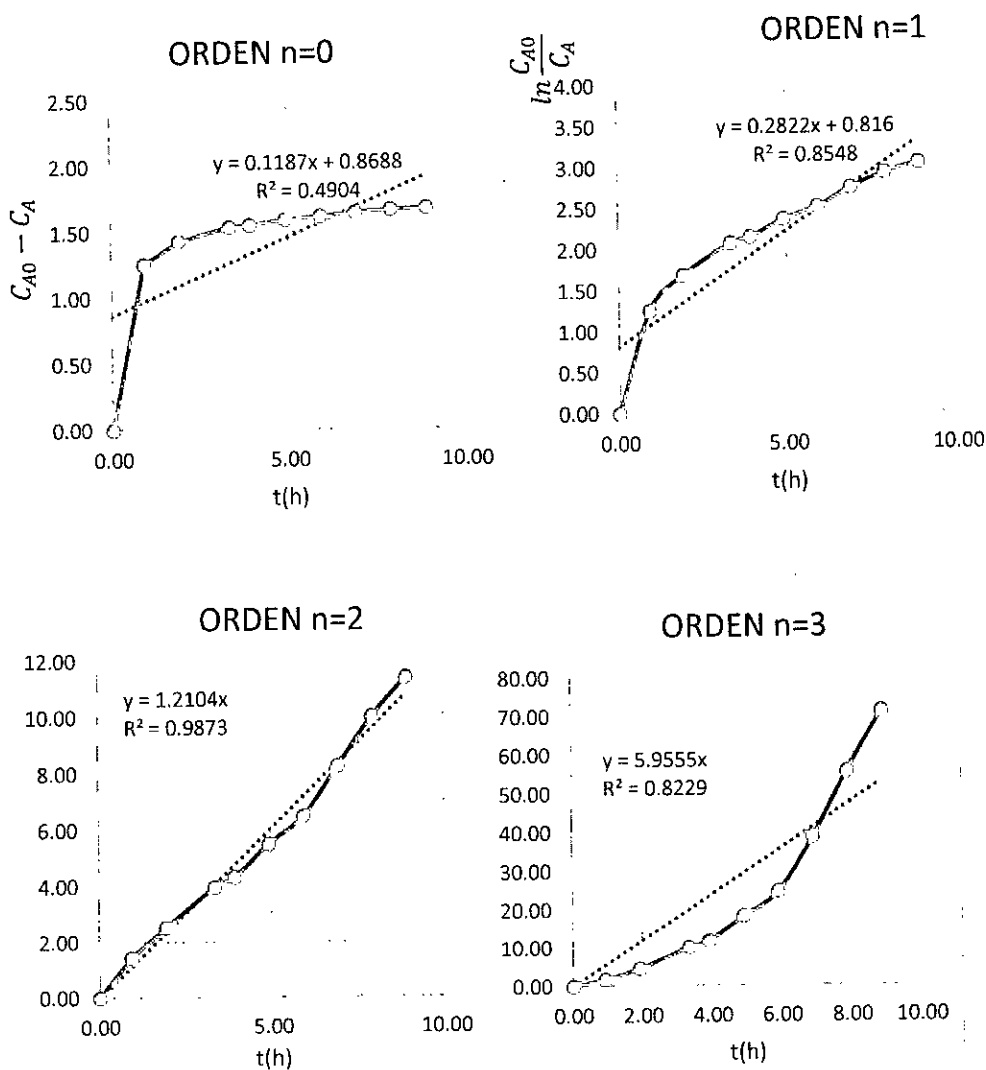 ORDEN n=0
C_{A0} − C_A
2.50
2.00
1.50
1.00
0.50
0.00
y = 0.1187x + 0.8688
R² = 0.4904
0.00 5.00 10.00
t(h)
ORDEN n=1
ln C_{A0}/C_A
4.00
3.50
3.00
2.50
2.00
1.50
1.00
0.50
0.00
y = 0.2822x + 0.816
R² = 0.8548
0.00 5.00 10.00
t(h)
ORDEN n=2
12.00
10.00
8.00
6.00
4.00
2.00
0.00
y = 1.2104x
R² = 0.9873
0.00 5.00 10.00
t(h)
ORDEN n=3
80.00
70.00
60.00
50.00
40.00
30.00
20.00
10.00
0.00
y = 5.9555x
R² = 0.8229
0.00 2.00 4.00 6.00 8.00 10.00
t(h)